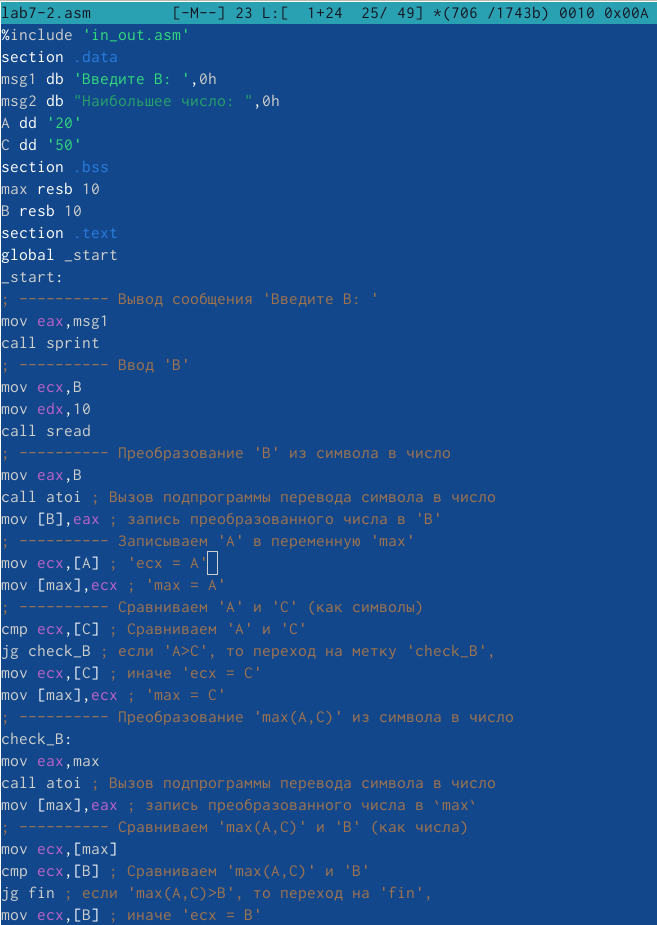 lab7-2.asm [-M--] 23 L:[ 1+24 25/ 49] *(706 /1743b) 0010 0x00A
%include 'in_out.asm'
section .data
msg1 db 'Введите B: ',0h
msg2 db "Наибольшее число: ",0h
A dd '20'
C dd '50'
section .bss
max resb 10
B resb 10
section .text
global _start
_start:
; ---------- Вывод сообщения 'Введите B: '
mov eax,msg1
call sprint
; ---------- Ввод 'B'
mov ecx,B
mov edx,10
call sread
; ---------- Преобразование 'B' из символа в число
mov eax,B
call atoi ; Вызов подпрограммы перевода символа в число
mov [B],eax ; запись преобразованного числа в 'B'
; ---------- Записываем 'A' в переменную 'max'
mov ecx,[A] ; 'ecx = A'
mov [max],ecx ; 'max = A'
; ---------- Сравниваем 'A' и 'С' (как символы)
cmp ecx,[C] ; Сравниваем 'A' и 'С'
jg check_B ; если 'A>C', то переход на метку 'check_B',
mov ecx,[C] ; иначе 'ecx = C'
mov [max],ecx ; 'max = C'
; ---------- Преобразование 'max(A,C)' из символа в число
check_B:
mov eax,max
call atoi ; Вызов подпрограммы перевода символа в число
mov [max],eax ; запись преобразованного числа в `max`
; ---------- Сравниваем 'max(A,C)' и 'B' (как числа)
mov ecx,[max]
cmp ecx,[B] ; Сравниваем 'max(A,C)' и 'B'
jg fin ; если 'max(A,C)>B', то переход на 'fin',
mov ecx,[B] ; иначе 'ecx = B'